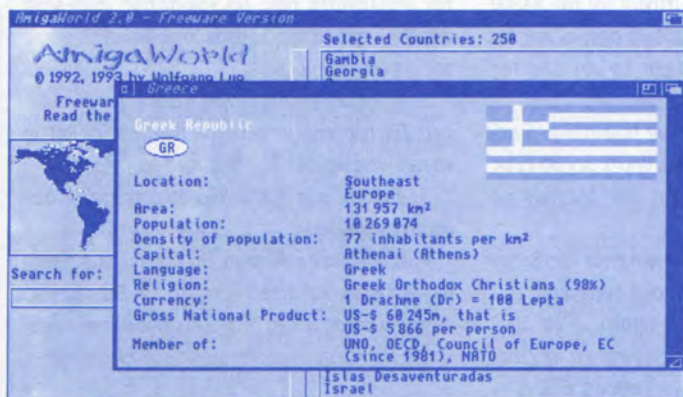 AmigaWorld 2.0 - Freeware Version
AmigaWorld
© 1992, 1993 by Wolfgang Lug
Freewar
Read the
Search for:
Selected Countries: 250
Gambia
Georgia
Greece
Greek Republic
GR
Location: Southeast
Europe
Area: 131 957 km²
Population: 10 269 074
Density of population: 77 inhabitants per km²
Capital: Athenai (Athens)
Language: Greek
Religion: Greek Orthodox Christians (98%)
Currency: 1 Drachme (Dr) = 100 Lepta
Gross National Product: US-$ 60 245m, that is
US-$ 5 866 per person
Member of: UNO, OECD, Council of Europe, EC
(since 1981), NATO
Islas Desaventuradas
Israel